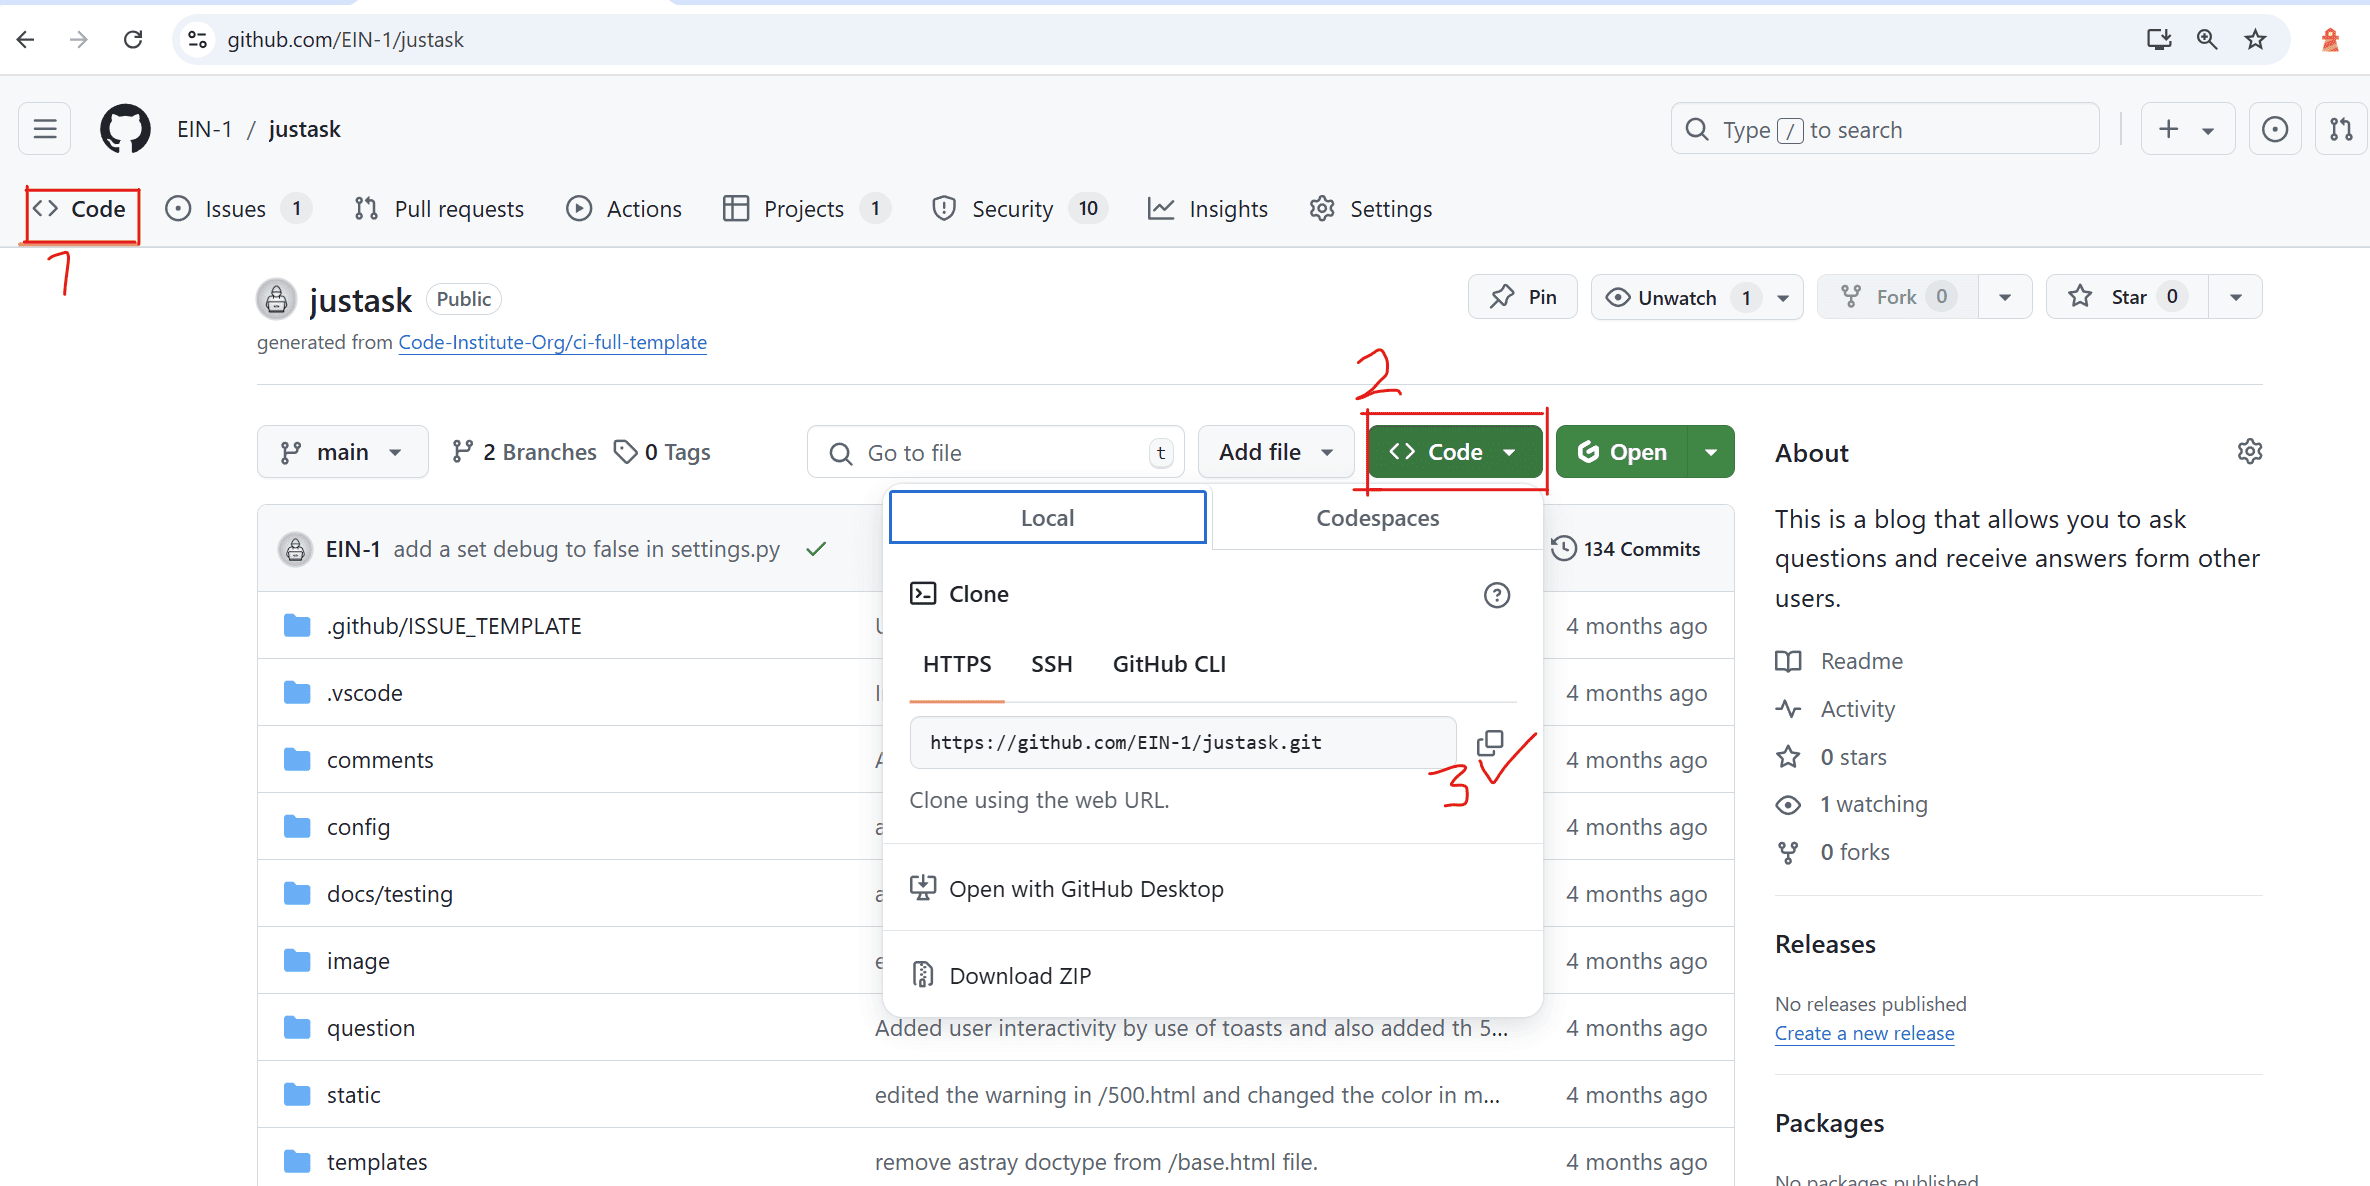 github.com/EIN-1/justask
EIN-1 / justask
Type / to search
Code
Issues 1
Pull requests
Actions
Projects 1
Security 10
Insights
Settings
1
justask Public
Pin
Unwatch 1
Fork 0
Star 0
generated from Code-Institute-Org/ci-full-template
2
main
2 Branches
0 Tags
Go to file t
Add file
Code
Open
EIN-1 add a set debug to false in settings.py
134 Commits
.github/ISSUE_TEMPLATE
4 months ago
.vscode
4 months ago
comments
4 months ago
config
4 months ago
docs/testing
4 months ago
image
4 months ago
question
Added user interactivity by use of toasts and also added th 5...
4 months ago
static
edited the warning in /500.html and changed the color in m...
4 months ago
templates
remove astray doctype from /base.html file.
4 months ago
Local
Codespaces
Clone
HTTPS
SSH
GitHub CLI
https://github.com/EIN-1/justask.git
3
Clone using the web URL.
Open with GitHub Desktop
Download ZIP
About
This is a blog that allows you to ask
questions and receive answers form other
users.
Readme
Activity
0 stars
1 watching
0 forks
Releases
No releases published
Create a new release
Packages
No packages published